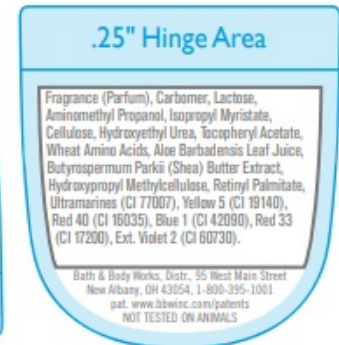 .25" Hinge Area
Fragrance (Parfum), Carbomer, Lactose,
Aminomethyl Propanol, Isopropyl Myristate,
Cellulose, Hydroxyethyl Urea, Tocopheryl Acetate,
Wheat Amino Acids, Aloe Barbadensis Leaf Juice,
Butyrospermum Parkii (Shea) Butter Extract,
Hydroxypropyl Methylcellulose, Retinyl Palmitate,
Ultramarines (CI 77007), Yellow 5 (CI 19140),
Red 40 (CI 16035), Blue 1 (CI 42090), Red 33
(CI 17200), Ext. Violet 2 (CI 60730).
Bath & Body Works, Distr., 95 West Main Street
New Albany, OH 43054, 1-800-395-1001
pat. www.bbwinc.com/patents
NOT TESTED ON ANIMALS